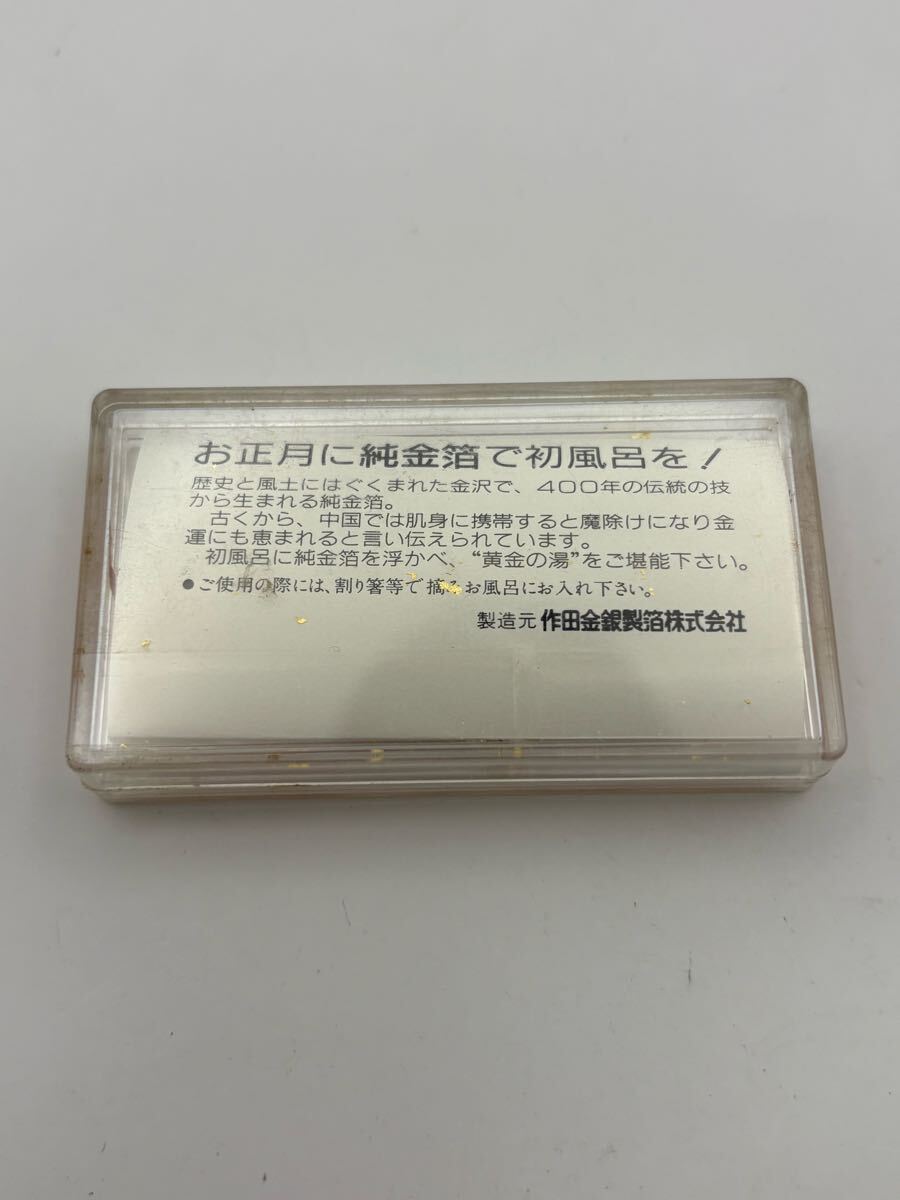 お正月に純金箔で初風呂を！
歴史と風土にはぐくまれた金沢で、４００年の伝統の技
から生まれる純金箔。
古くから、中国では肌身に携帯すると魔除けになり金
運にも恵まれると言い伝えられています。
初風呂に純金箔を浮かべ、“黄金の湯”をご堪能下さい。
●ご使用の際には、割り箸等で摘みお風呂にお入れ下さい。
製造元 作田金銀製箔株式会社